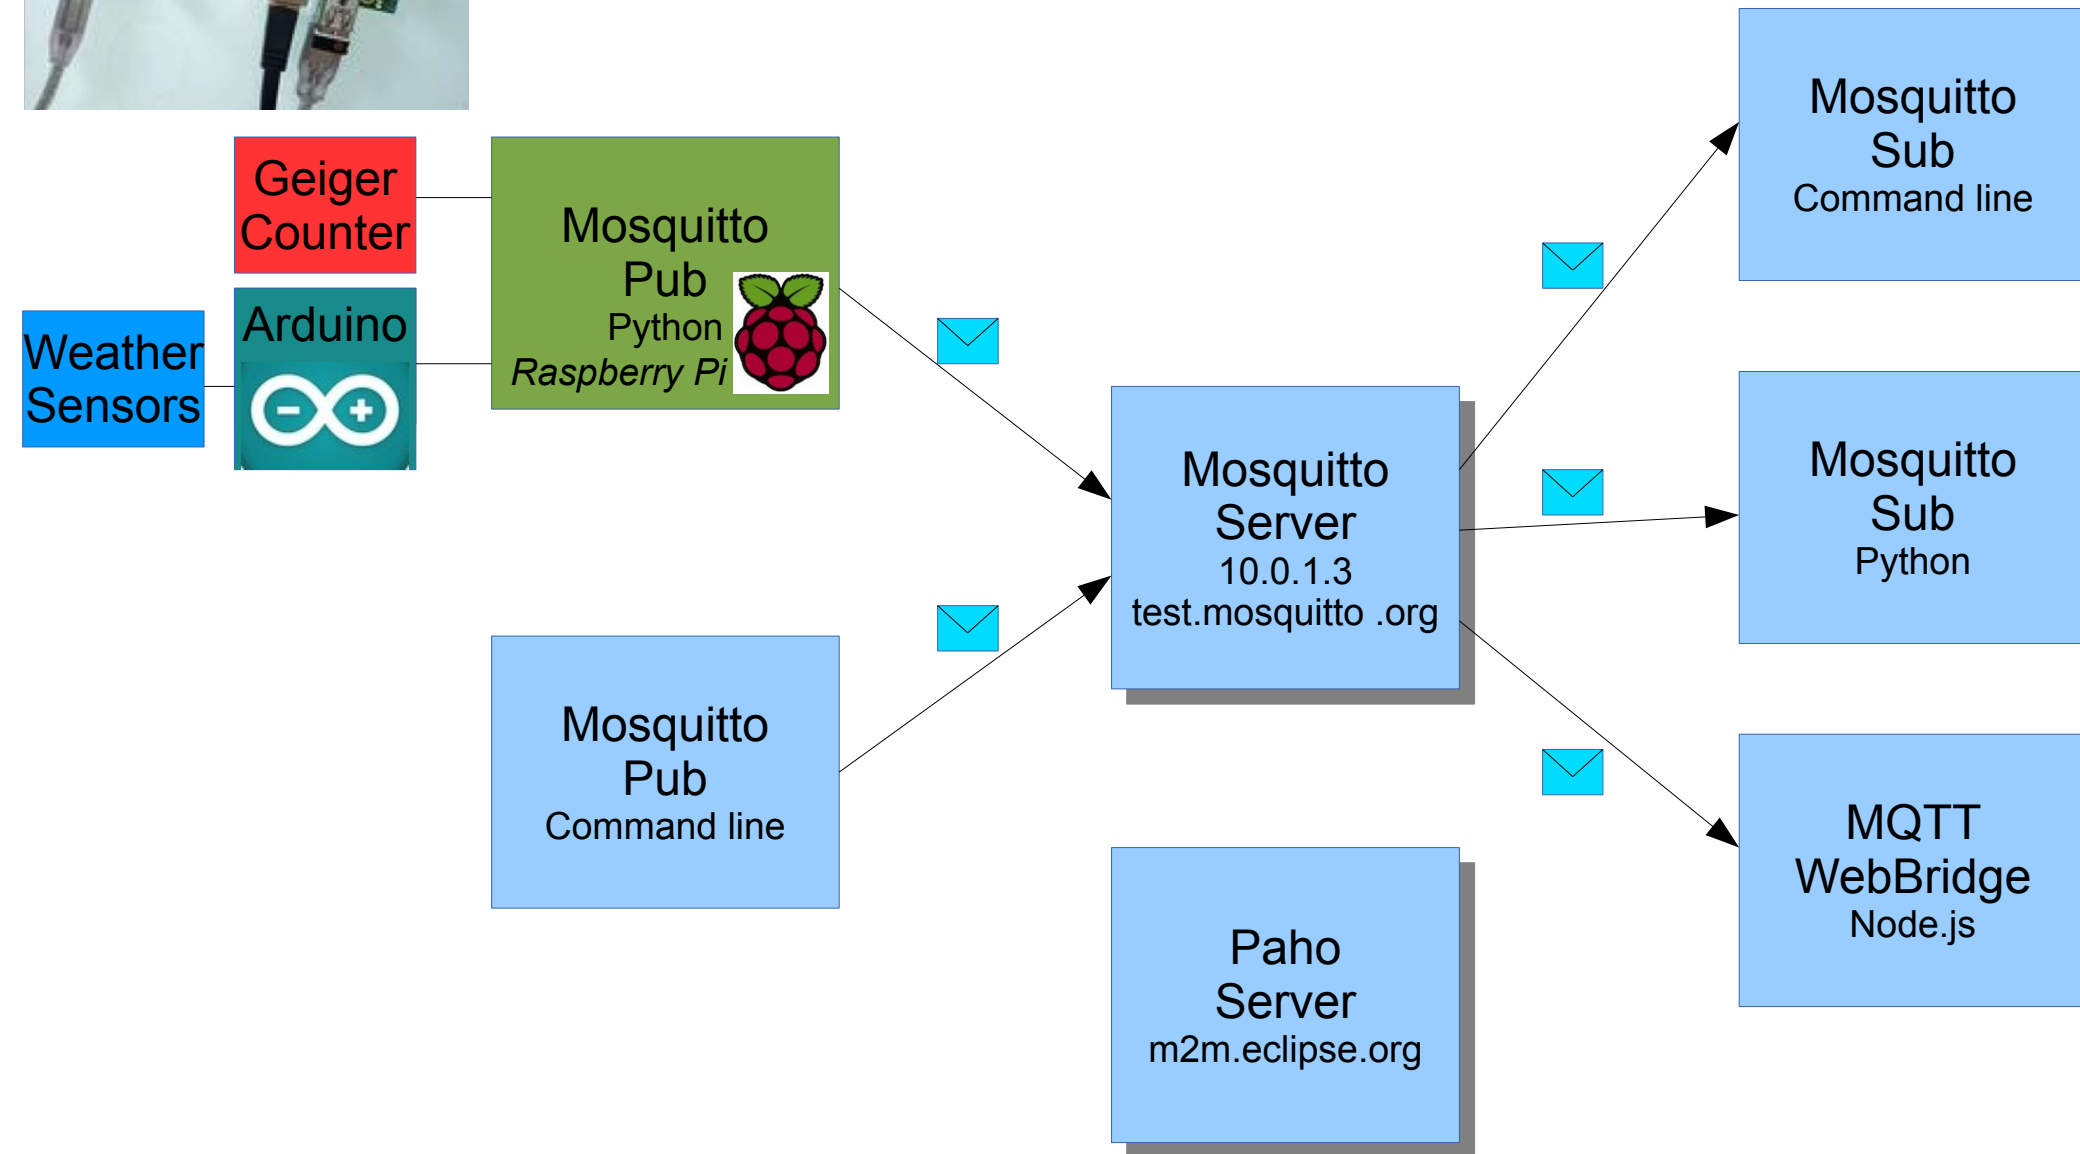 Geiger
Counter
Weather
Sensors
Arduino
Mosquitto
Pub
Python
Raspberry Pi
Mosquitto
Pub
Command line
Mosquitto
Server
10.0.1.3
test.mosquitto .org
Paho
Server
m2m.eclipse.org
Mosquitto
Sub
Command line
Mosquitto
Sub
Python
MQTT
WebBridge
Node.js